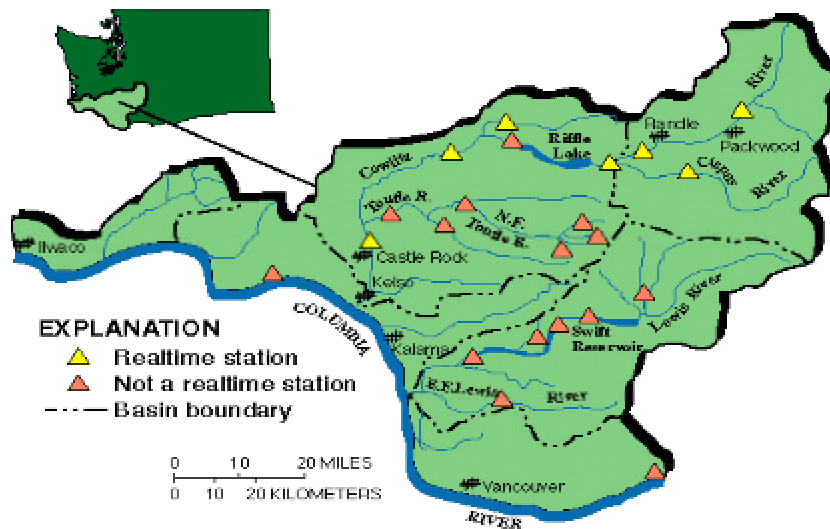 River
Riffle
Lake
Randle
Packwood
Cowlitz
Cispus
River
Toutle R.
N.F.
Toutle R.
Ilwaco
Castle Rock
Kelso
COLUMBIA
Lewis River
Swift
Reservoir
Kalama
EXPLANATION
Realtime station
Not a realtime station
Basin boundary
E.F.Lewis
River
0 10 20 MILES
0 10 20 KILOMETERS
Vancouver
RIVER